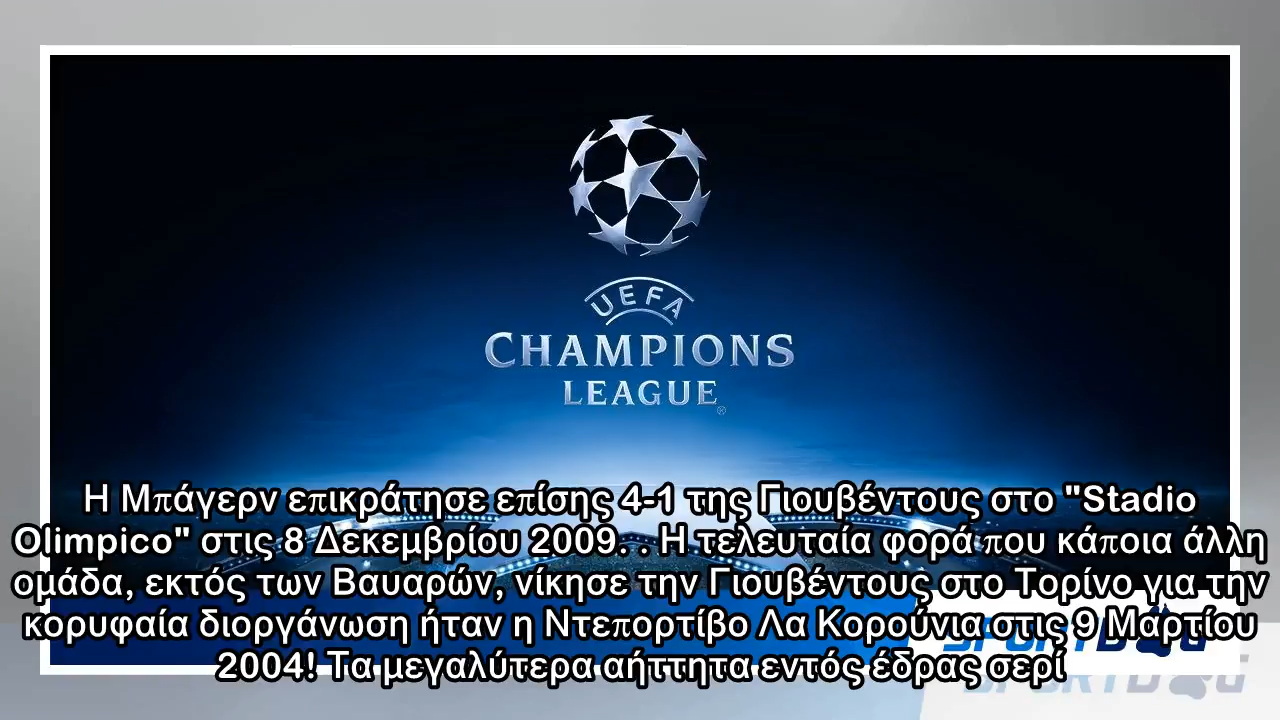 UEFA
CHAMPIONS
LEAGUE
®
Η Μπάγερν επικράτησε επίσης 4-1 της Γιουβέντους στο "Stadio
Olimpico" στις 8 Δεκεμβρίου 2009. . Η τελευταία φορά που κάποια άλλη
ομάδα, εκτός των Βαυαρών, νίκησε την Γιουβέντους στο Τορίνο για την
κορυφαία διοργάνωση ήταν η Ντεπορτίβο Λα Κορούνια στις 9 Μαρτίου
2004! Τα μεγαλύτερα αήττητα εντός έδρας σερί
SPORTDOG
SPORTDOG